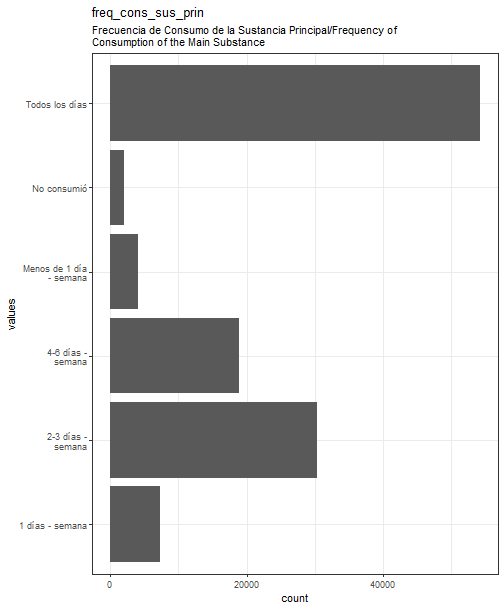 freq_cons_sus_prin
Frecuencia de Consumo de la Sustancia Principal/Frequency of
Consumption of the Main Substance
Todos los días
No consumió
Menos de 1 día
- semana
4-6 días -
semana
2-3 días -
semana
1 días - semana
values
0
20000
40000
count